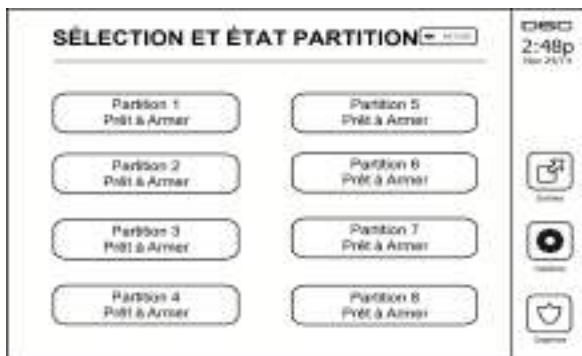 SÉLECTION ET ÉTAT PARTITION
DSC
2:48p
Partition 1
Prêt à Armer
Partition 5
Prêt à Armer
Partition 2
Prêt à Armer
Partition 6
Prêt à Armer
Partition 3
Prêt à Armer
Partition 7
Prêt à Armer
Partition 4
Prêt à Armer
Partition 8
Prêt à Armer